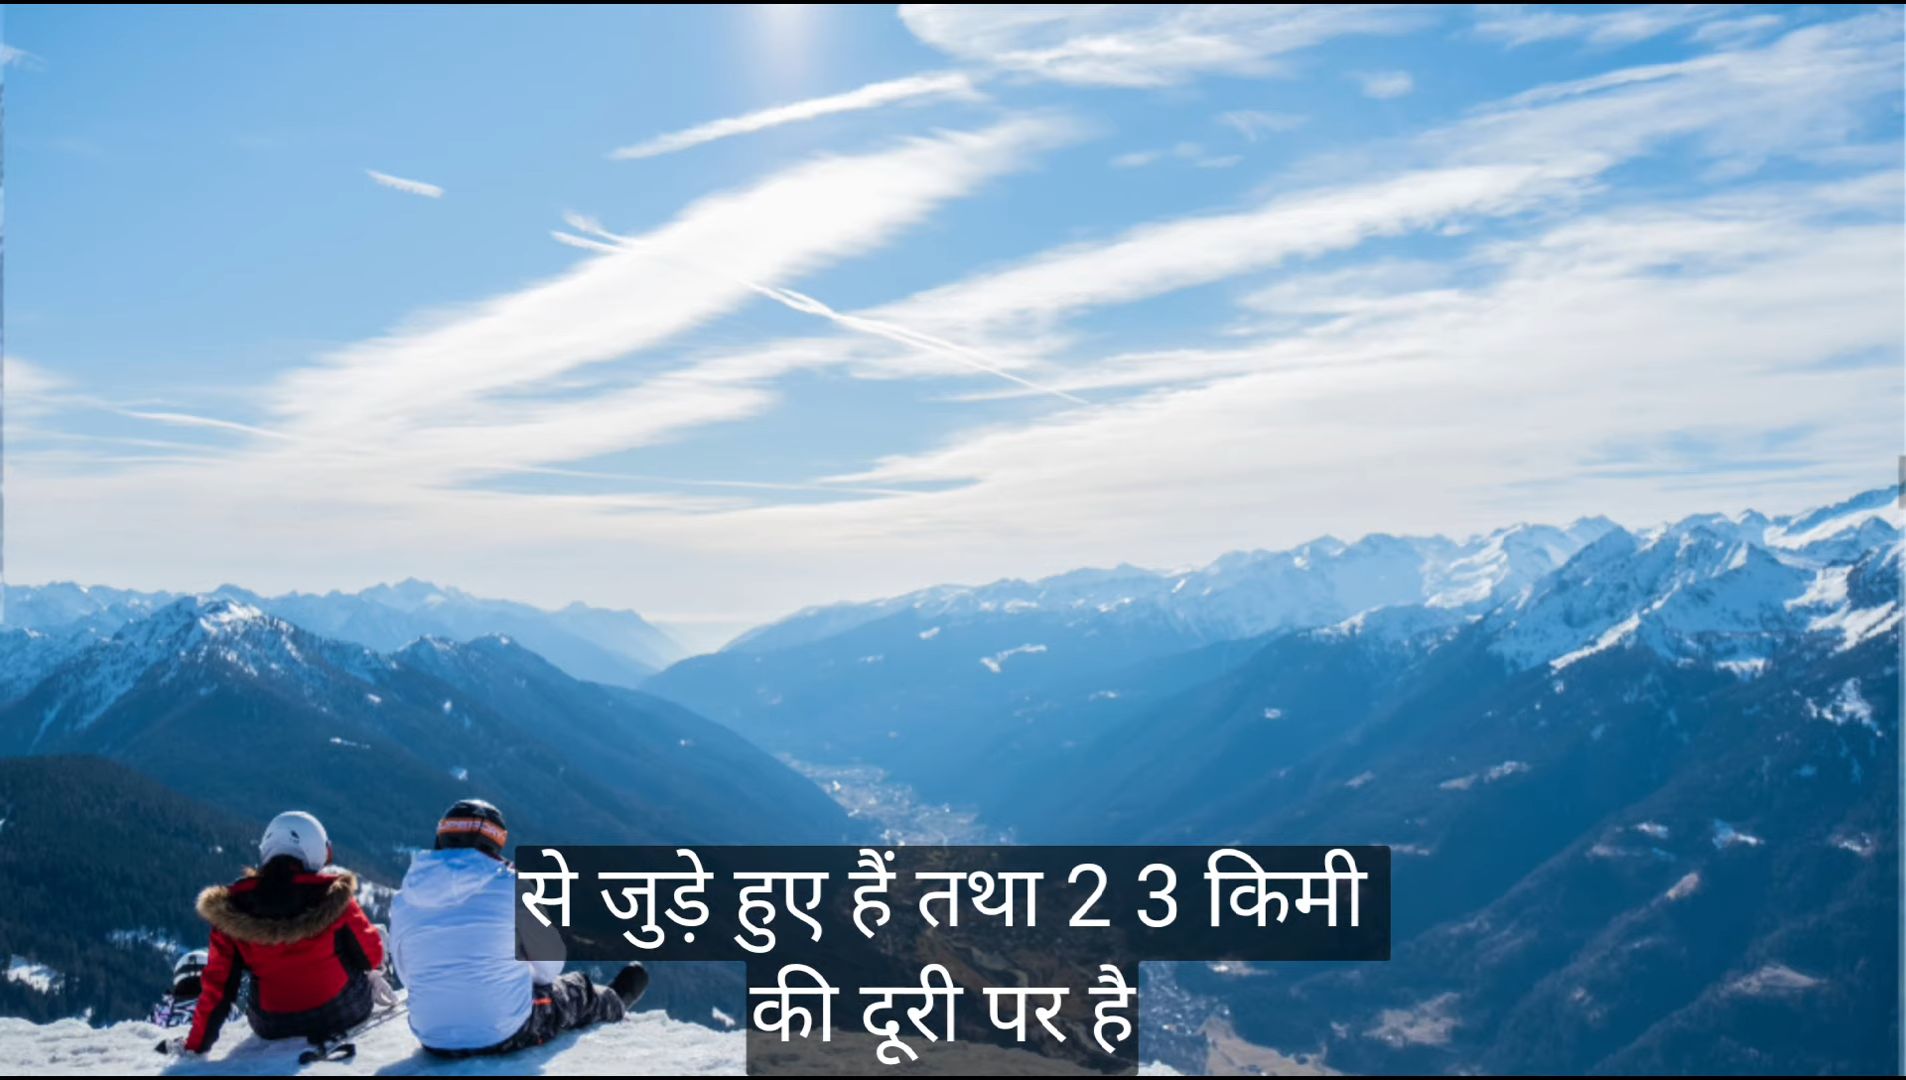 से जुड़े हुए हैं तथा 2 3 किमी
की दूरी पर है